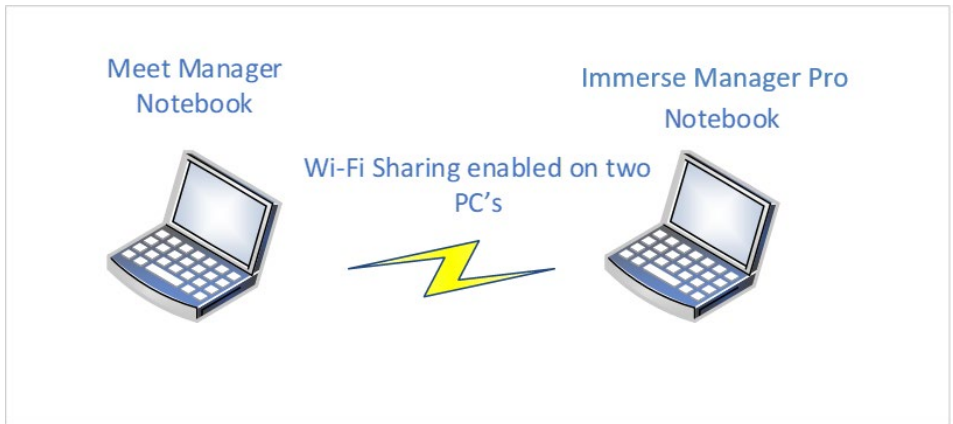 Meet Manager
Notebook
Immerse Manager Pro
Notebook
Wi-Fi Sharing enabled on two
PC’s